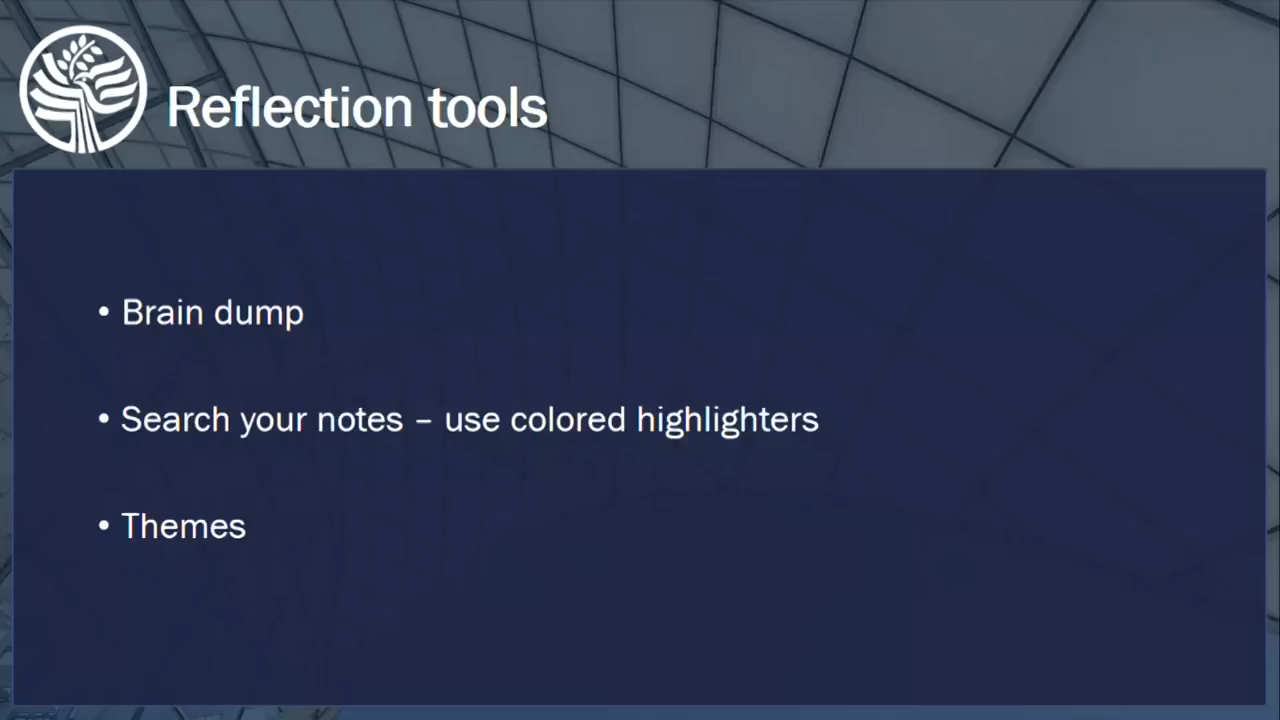 Reflection tools
• Brain dump
• Search your notes – use colored highlighters
• Themes